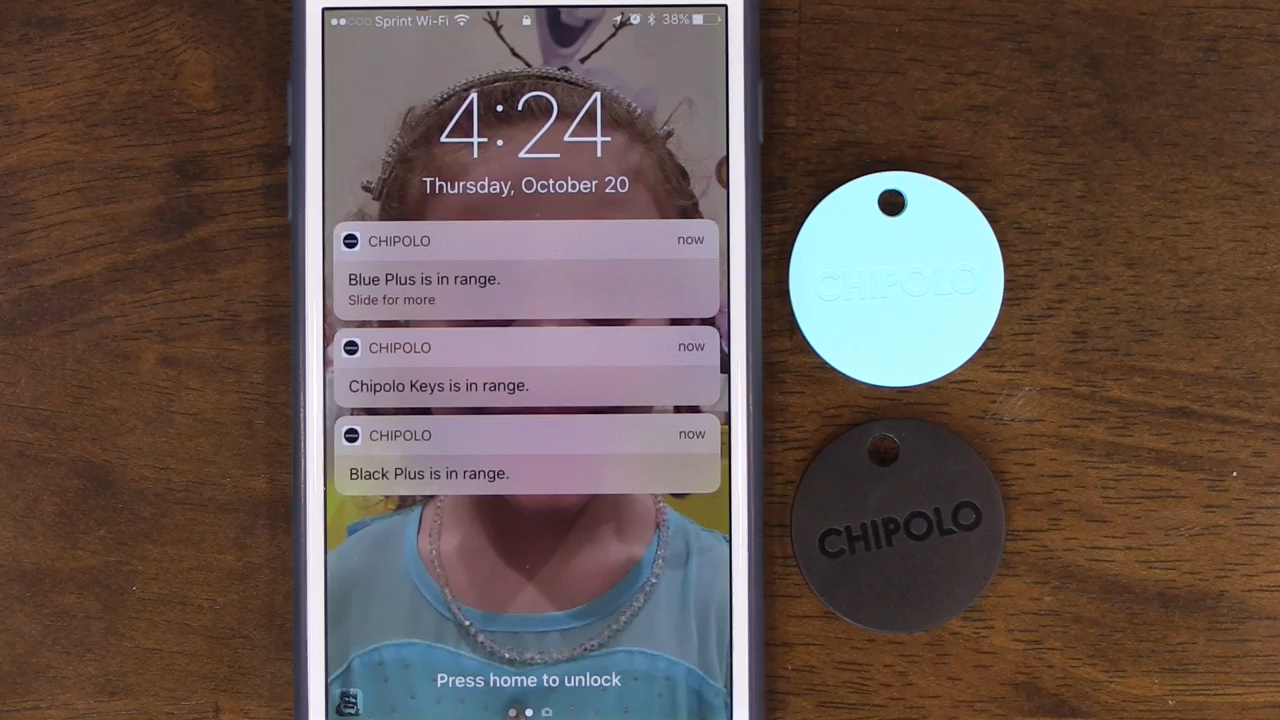 Sprint Wi-Fi 38%
4:24
Thursday, October 20
CHIPOLO now
Blue Plus is in range.
Slide for more
CHIPOLO now
Chipolo Keys is in range.
CHIPOLO now
Black Plus is in range.
Press home to unlock
CHIPOLO
CHIPOLO